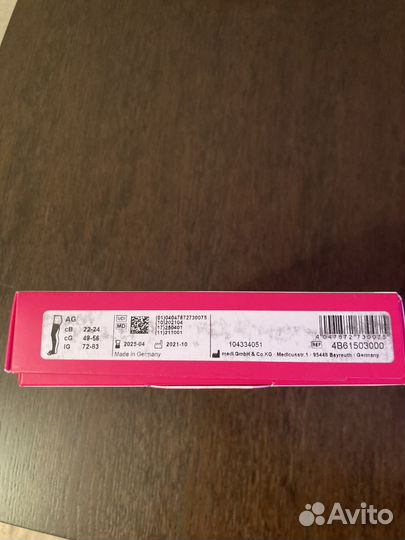 AG
cB 22-24
cG 49-56
lG 72-83
UDI
MD
(01)04047872730075
(10)202104
(17)250401
(11)211001
2025-04 2021-10
Made in Germany
104334051
medi GmbH & Co.KG · Medicusstr. 1 · 95448 Bayreuth · Germany
4047872730075
REF 4B61503000
Avito